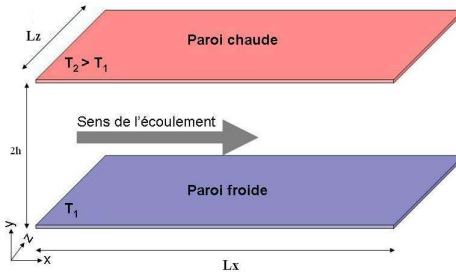 Lz
Paroi chaude
T2 > T1
Sens de l'écoulement
2h
Paroi froide
T1
y
z
x
Lx